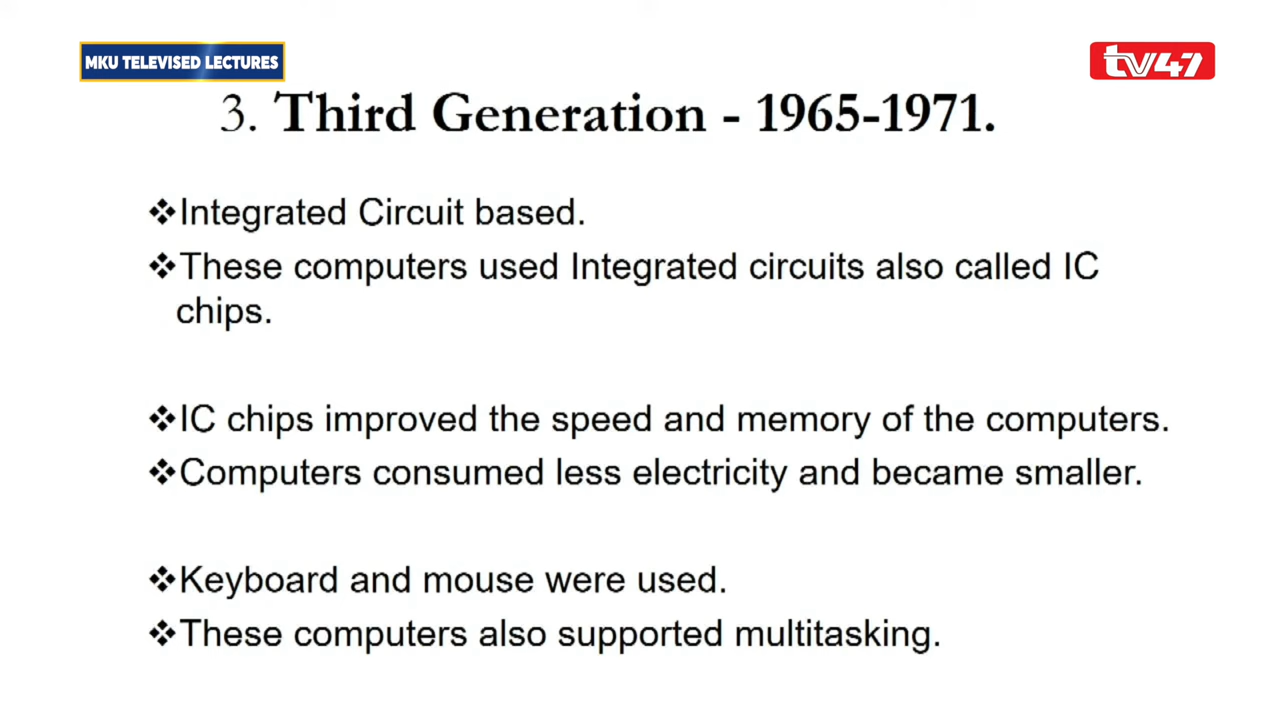 MKU TELEVISED LECTURES
tv47
3. Third Generation - 1965-1971.
❖Integrated Circuit based.
❖These computers used Integrated circuits also called IC
chips.
❖IC chips improved the speed and memory of the computers.
❖Computers consumed less electricity and became smaller.
❖Keyboard and mouse were used.
❖These computers also supported multitasking.